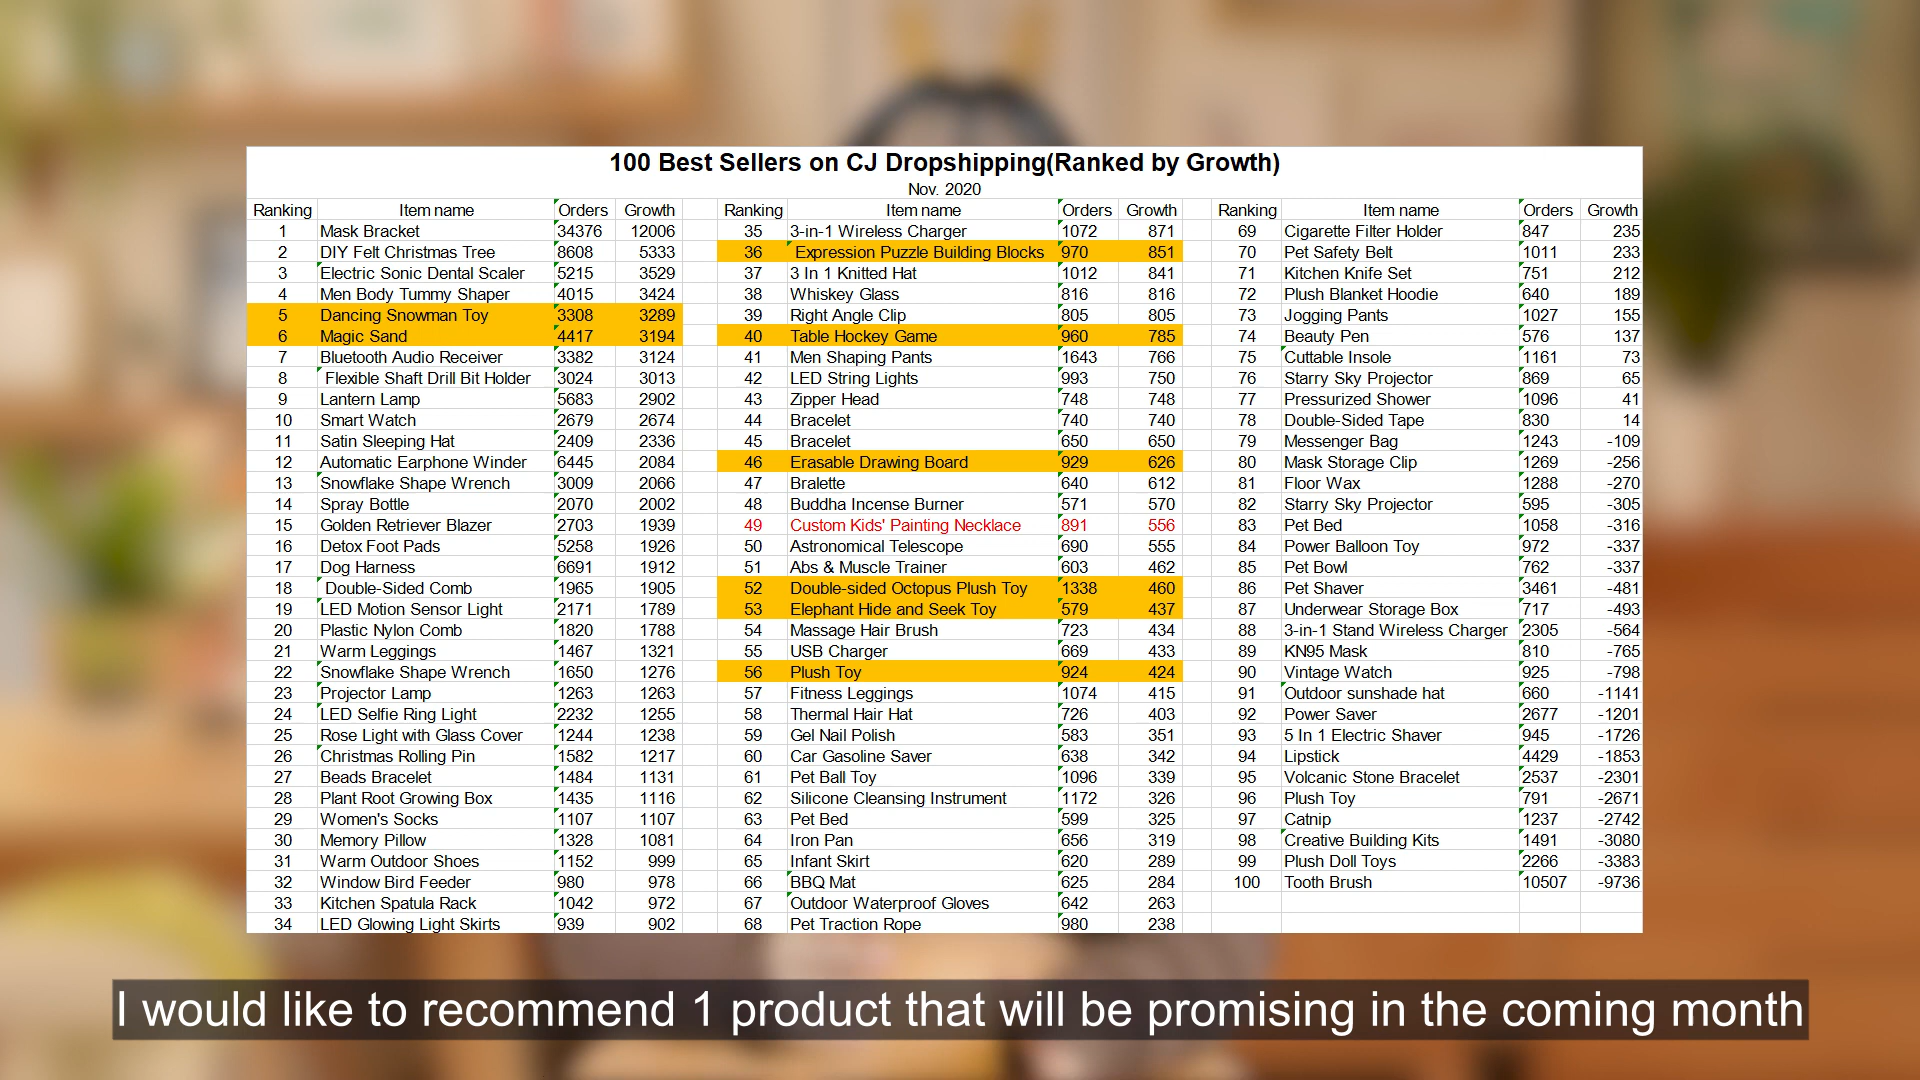 100 Best Sellers on CJ Dropshipping(Ranked by Growth)
Nov. 2020
Ranking Item name Orders Growth Ranking Item name Orders Growth Ranking Item name Orders Growth
1 Mask Bracket 34376 12006 35 3-in-1 Wireless Charger 1072 871 69 Cigarette Filter Holder 847 235
2 DIY Felt Christmas Tree 8608 5333 36 Expression Puzzle Building Blocks 970 851 70 Pet Safety Belt 1011 233
3 Electric Sonic Dental Scaler 5215 3529 37 3 In 1 Knitted Hat 1012 841 71 Kitchen Knife Set 751 212
4 Men Body Tummy Shaper 4015 3424 38 Whiskey Glass 816 816 72 Plush Blanket Hoodie 640 189
5 Dancing Snowman Toy 3308 3289 39 Right Angle Clip 805 805 73 Jogging Pants 1027 155
6 Magic Sand 4417 3194 40 Table Hockey Game 960 785 74 Beauty Pen 576 137
7 Bluetooth Audio Receiver 3382 3124 41 Men Shaping Pants 1643 766 75 Cuttable Insole 1161 73
8 Flexible Shaft Drill Bit Holder 3024 3013 42 LED String Lights 993 750 76 Starry Sky Projector 869 65
9 Lantern Lamp 5683 2902 43 Zipper Head 748 748 77 Pressurized Shower 1096 41
10 Smart Watch 2679 2674 44 Bracelet 740 740 78 Double-Sided Tape 830 14
11 Satin Sleeping Hat 2409 2336 45 Bracelet 650 650 79 Messenger Bag 1243 -109
12 Automatic Earphone Winder 6445 2084 46 Erasable Drawing Board 929 626 80 Mask Storage Clip 1269 -256
13 Snowflake Shape Wrench 3009 2066 47 Bralette 640 612 81 Floor Wax 1288 -270
14 Spray Bottle 2070 2002 48 Buddha Incense Burner 571 570 82 Starry Sky Projector 595 -305
15 Golden Retriever Blazer 2703 1939 49 Custom Kids' Painting Necklace 891 556 83 Pet Bed 1058 -316
16 Detox Foot Pads 5258 1926 50 Astronomical Telescope 690 555 84 Power Balloon Toy 972 -337
17 Dog Harness 6691 1912 51 Abs & Muscle Trainer 603 462 85 Pet Bowl 762 -337
18 Double-Sided Comb 1965 1905 52 Double-sided Octopus Plush Toy 1338 460 86 Pet Shaver 3461 -481
19 LED Motion Sensor Light 2171 1789 53 Elephant Hide and Seek Toy 579 437 87 Underwear Storage Box 717 -493
20 Plastic Nylon Comb 1820 1788 54 Massage Hair Brush 723 434 88 3-in-1 Stand Wireless Charger 2305 -564
21 Warm Leggings 1467 1321 55 USB Charger 669 433 89 KN95 Mask 810 -765
22 Snowflake Shape Wrench 1650 1276 56 Plush Toy 924 424 90 Vintage Watch 925 -798
23 Projector Lamp 1263 1263 57 Fitness Leggings 1074 415 91 Outdoor sunshade hat 660 -1141
24 LED Selfie Ring Light 2232 1255 58 Thermal Hair Hat 726 403 92 Power Saver 2677 -1201
25 Rose Light with Glass Cover 1244 1238 59 Gel Nail Polish 583 351 93 5 In 1 Electric Shaver 945 -1726
26 Christmas Rolling Pin 1582 1217 60 Car Gasoline Saver 638 342 94 Lipstick 4429 -1853
27 Beads Bracelet 1484 1131 61 Pet Ball Toy 1096 339 95 Volcanic Stone Bracelet 2537 -2301
28 Plant Root Growing Box 1435 1116 62 Silicone Cleansing Instrument 1172 326 96 Plush Toy 791 -2671
29 Women's Socks 1107 1107 63 Pet Bed 599 325 97 Catnip 1237 -2742
30 Memory Pillow 1328 1081 64 Iron Pan 656 319 98 Creative Building Kits 1491 -3080
31 Warm Outdoor Shoes 1152 999 65 Infant Skirt 620 289 99 Plush Doll Toys 2266 -3383
32 Window Bird Feeder 980 978 66 BBQ Mat 625 284 100 Tooth Brush 10507 -9736
33 Kitchen Spatula Rack 1042 972 67 Outdoor Waterproof Gloves 642 263
34 LED Glowing Light Skirts 939 902 68 Pet Traction Rope 980 238
I would like to recommend 1 product that will be promising in the coming month